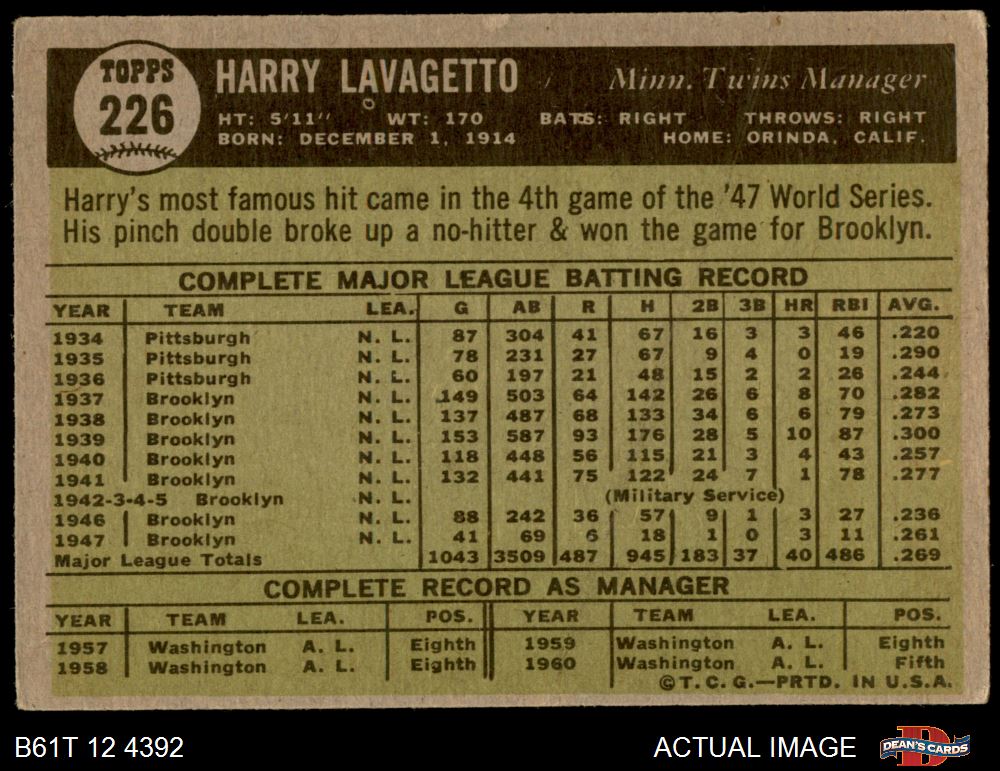 TOPPS
226
HARRY LAVAGETTO
Minn. Twins Manager
HT: 5'11" WT: 170 BATS: RIGHT THROWS: RIGHT
BORN: DECEMBER 1, 1914 HOME: ORINDA, CALIF.
Harry's most famous hit came in the 4th game of the '47 World Series.
His pinch double broke up a no-hitter & won the game for Brooklyn.
COMPLETE MAJOR LEAGUE BATTING RECORD
YEAR TEAM LEA. G AB R H 2B 3B HR RBI AVG.
1934 Pittsburgh N. L. 87 304 41 67 16 3 3 46 .220
1935 Pittsburgh N. L. 78 231 27 67 9 4 0 19 .290
1936 Pittsburgh N. L. 60 197 21 48 15 2 2 26 .244
1937 Brooklyn N. L. 149 503 64 142 26 6 8 70 .282
1938 Brooklyn N. L. 137 487 68 133 34 6 6 79 .273
1939 Brooklyn N. L. 153 587 93 176 28 5 10 87 .300
1940 Brooklyn N. L. 118 448 56 115 21 3 4 43 .257
1941 Brooklyn N. L. 132 441 75 122 24 7 1 78 .277
1942-3-4-5 Brooklyn N. L. (Military Service)
1946 Brooklyn N. L. 88 242 36 57 9 1 3 27 .236
1947 Brooklyn N. L. 41 69 6 18 1 0 3 11 .261
Major League Totals 1043 3509 487 945 183 37 40 486 .269
COMPLETE RECORD AS MANAGER
YEAR TEAM LEA. POS. YEAR TEAM LEA. POS.
1957 Washington A. L. Eighth 1959 Washington A. L. Eighth
1958 Washington A. L. Eighth 1960 Washington A. L. Fifth
©T. C. G.—PRTD. IN U.S.A.
B61T 12 4392
ACTUAL IMAGE
DEAN'S CARDS